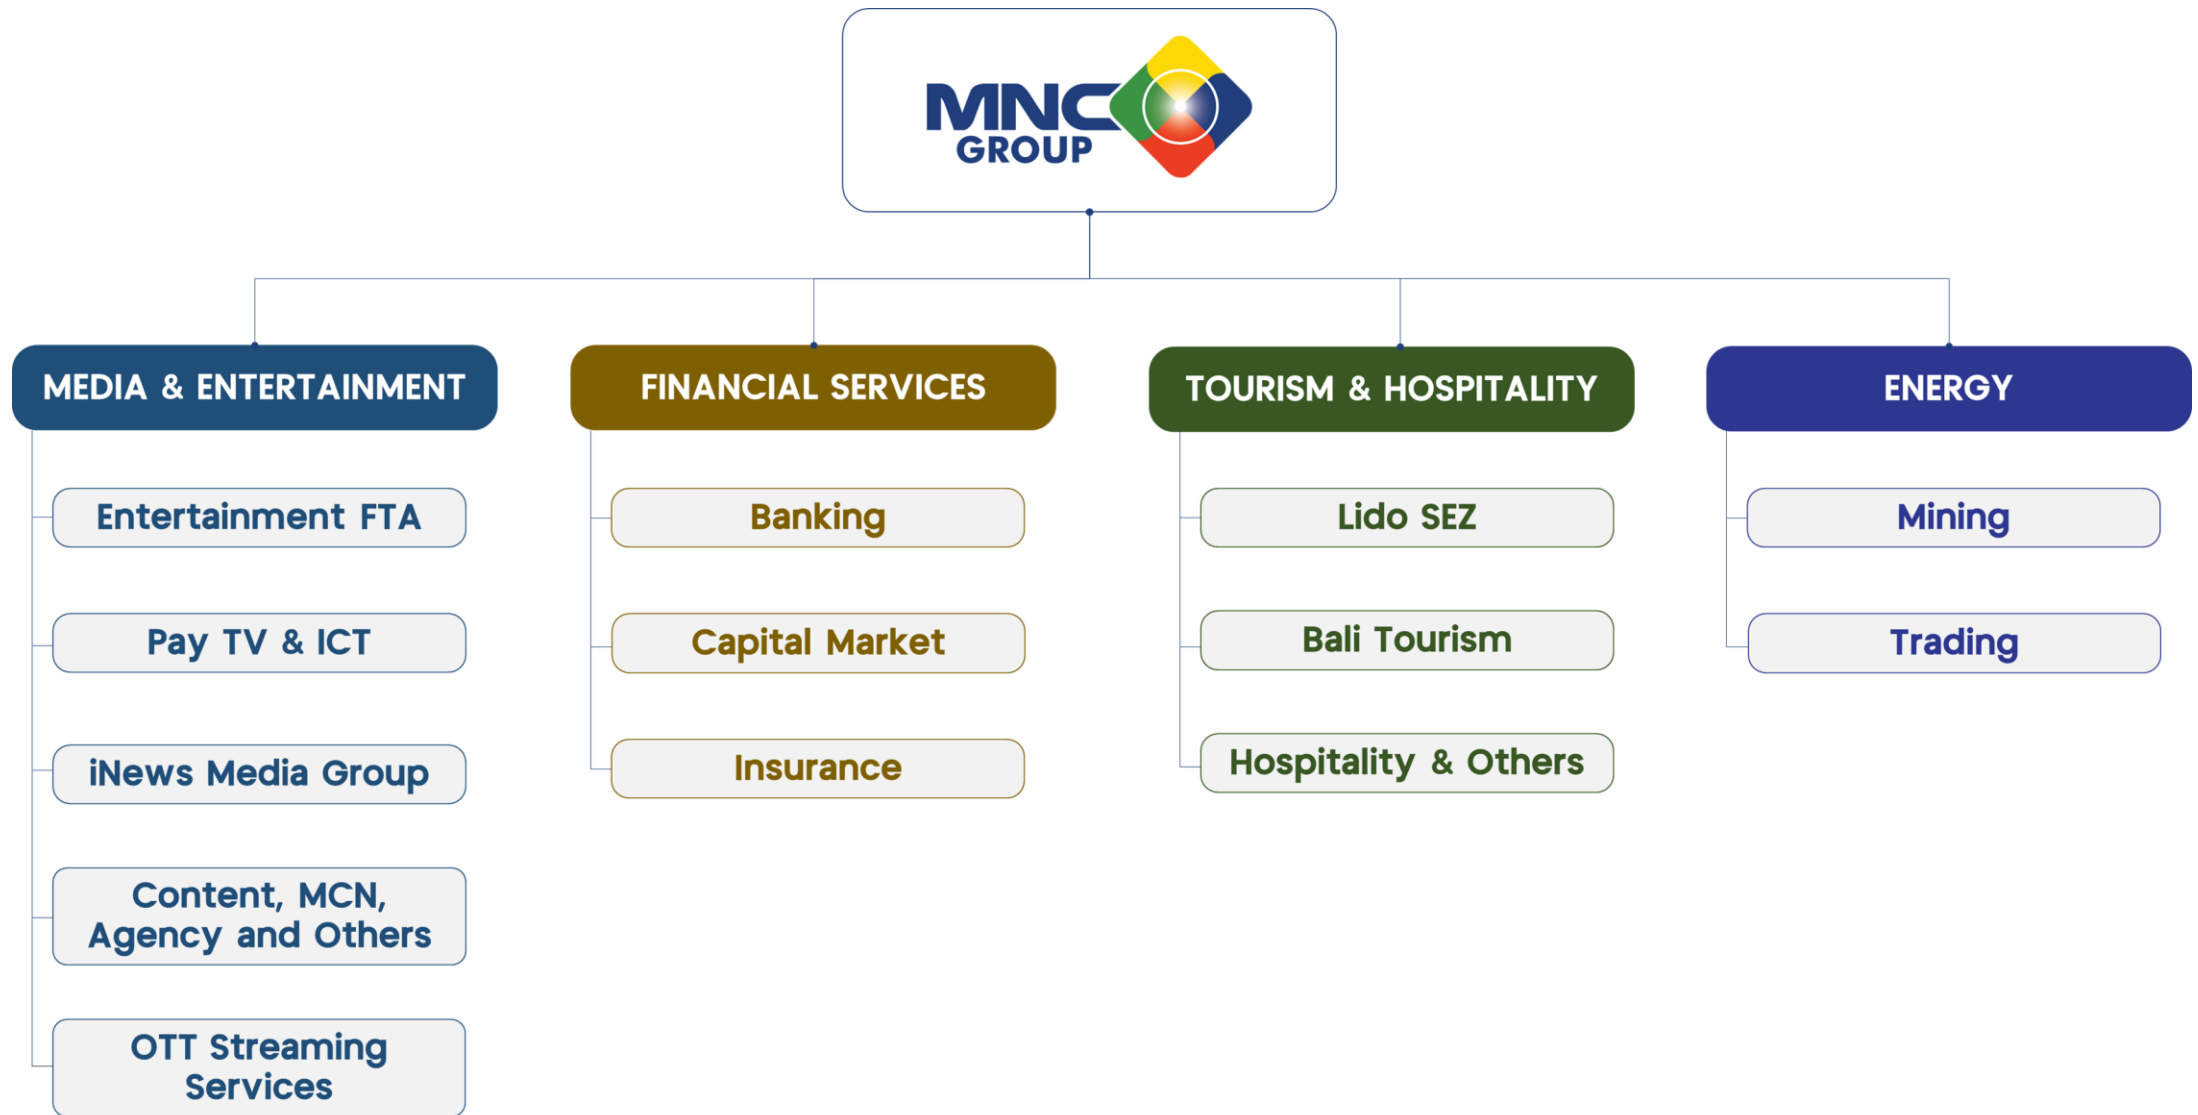 MNC
GROUP
MEDIA & ENTERTAINMENT
Entertainment FTA
Pay TV & ICT
iNews Media Group
Content, MCN,
Agency and Others
OTT Streaming
Services
FINANCIAL SERVICES
Banking
Capital Market
Insurance
TOURISM & HOSPITALITY
Lido SEZ
Bali Tourism
Hospitality & Others
ENERGY
Mining
Trading